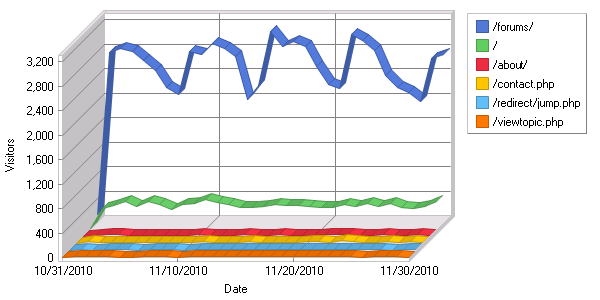 /forums/
/
/about/
/contact.php
/redirect/jump.php
/viewtopic.php
3,200
2,800
2,400
2,000
1,600
1,200
800
400
0
Visitors
10/31/2010 11/10/2010 11/20/2010 11/30/2010
Date